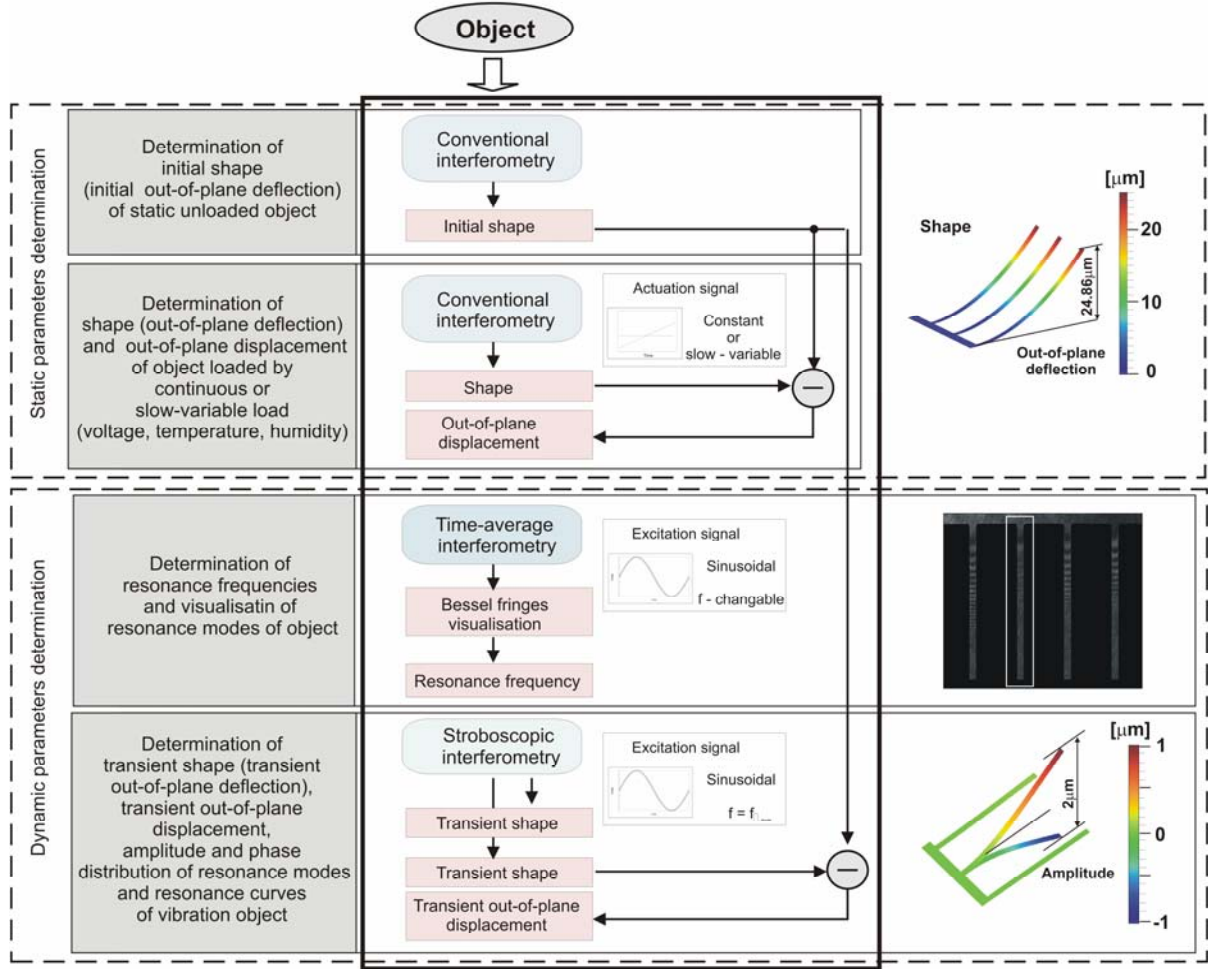 Object
Static parameters determination
Determination of
initial shape
(initial out-of-plane deflection)
of static unloaded object
Conventional
interferometry
Initial shape
Determination of
shape (out-of-plane deflection)
and out-of-plane displacement
of object loaded by
continuous or
slow-variable load
(voltage, temperature, humidity)
Conventional
interferometry
Shape
Out-of-plane
displacement
Actuation signal
Constant
or
slow - variable
Time
−
Shape
[μm]
20
10
0
24.86μm
Out-of-plane
deflection
Dynamic parameters determination
Determination of
resonance frequencies
and visualisatin of
resonance modes of object
Time-average
interferometry
Bessel fringes
visualisation
Resonance frequency
Excitation signal
Sinusoidal
f - changable
Determination of
transient shape (transient
out-of-plane deflection),
transient out-of-plane
displacement,
amplitude and phase
distribution of resonance modes
and resonance curves
of vibration object
Stroboscopic
interferometry
Transient shape
Transient shape
Transient out-of-plane
displacement
Excitation signal
Sinusoidal
f = f
−
[μm]
1
0
-1
2μm
Amplitude